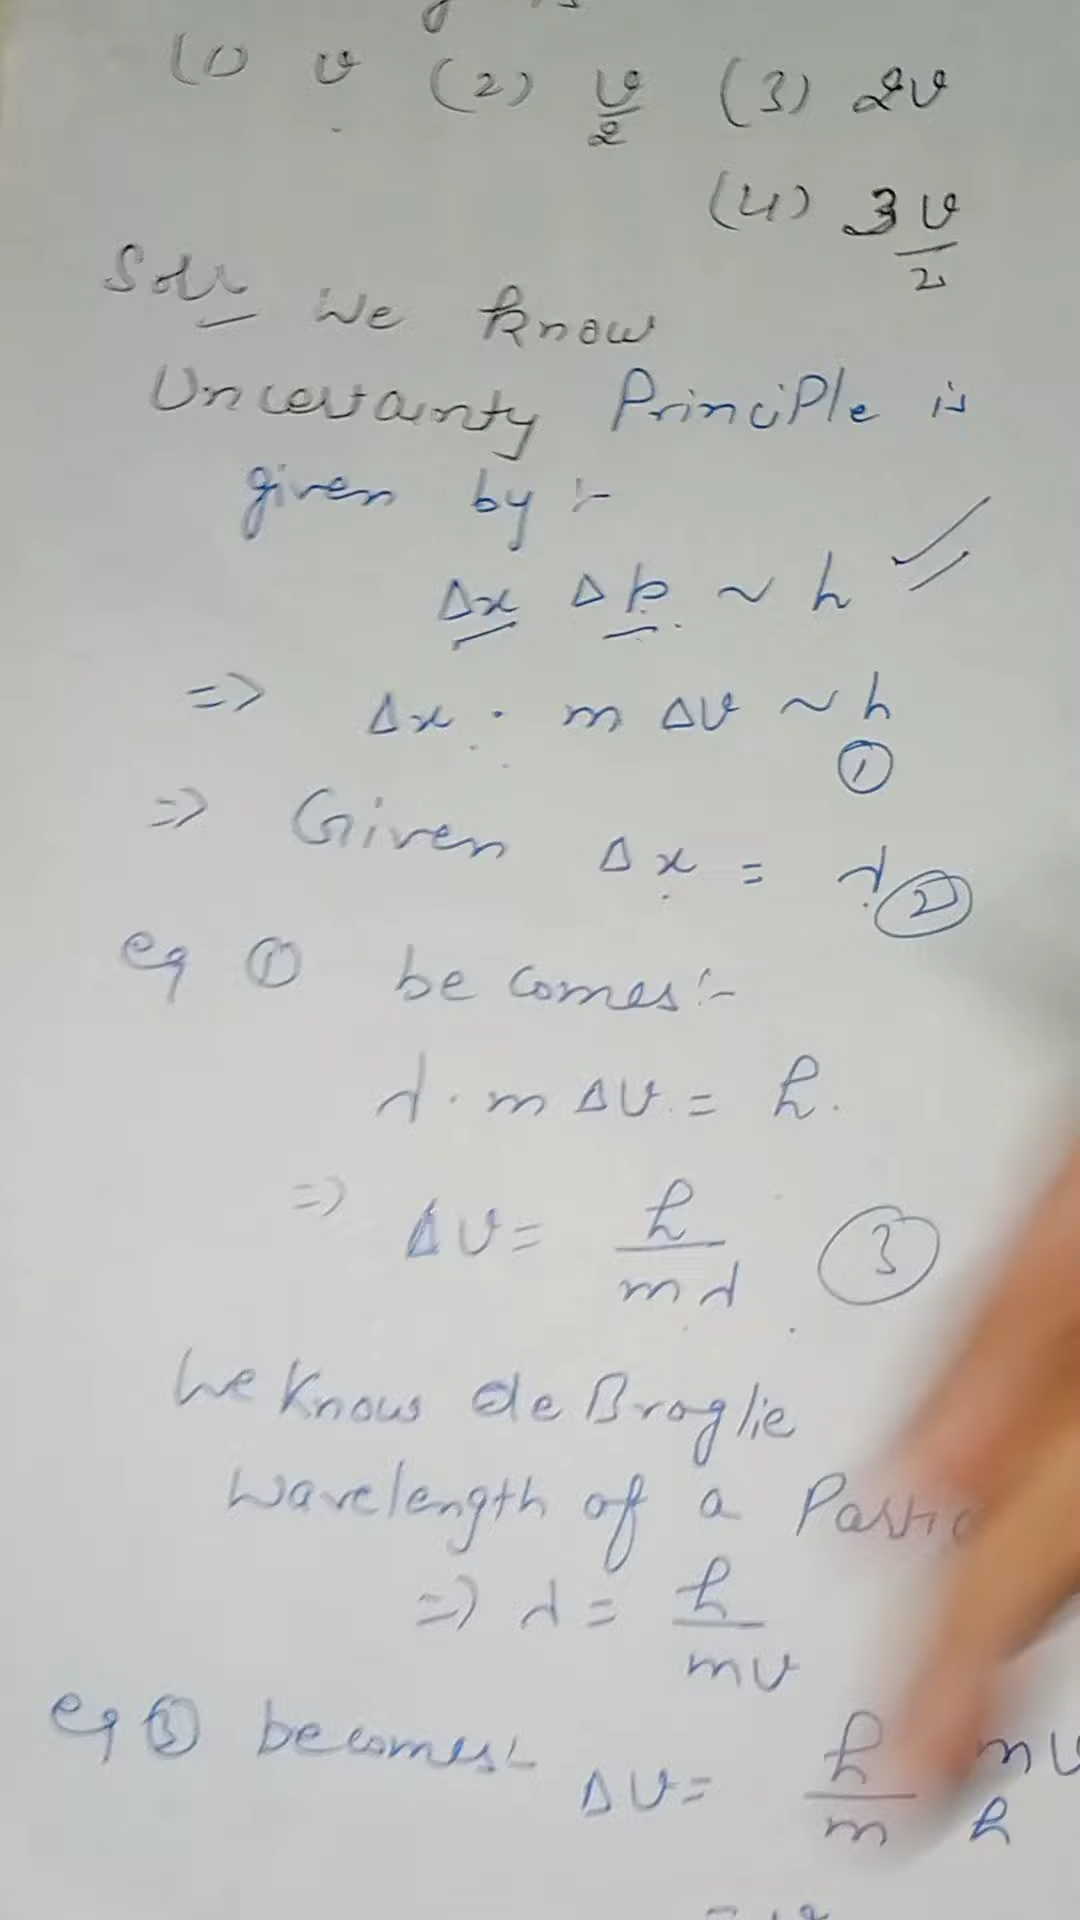 (1) v (2) v/2 (3) 2v
(4) 3v/2
Soln We know
Uncertainty Principle is
given by :-
Δx Δp ~ h
=> Δx · m Δv ~ h
①
=> Given Δx = λ ②
eq ① becomes :-
λ · m Δv = h.
=> Δv = h/mλ ③
We Know de Broglie
wavelength of a
=> λ = h/mv
eq ③ becomes :- Δv = h/m mv/h